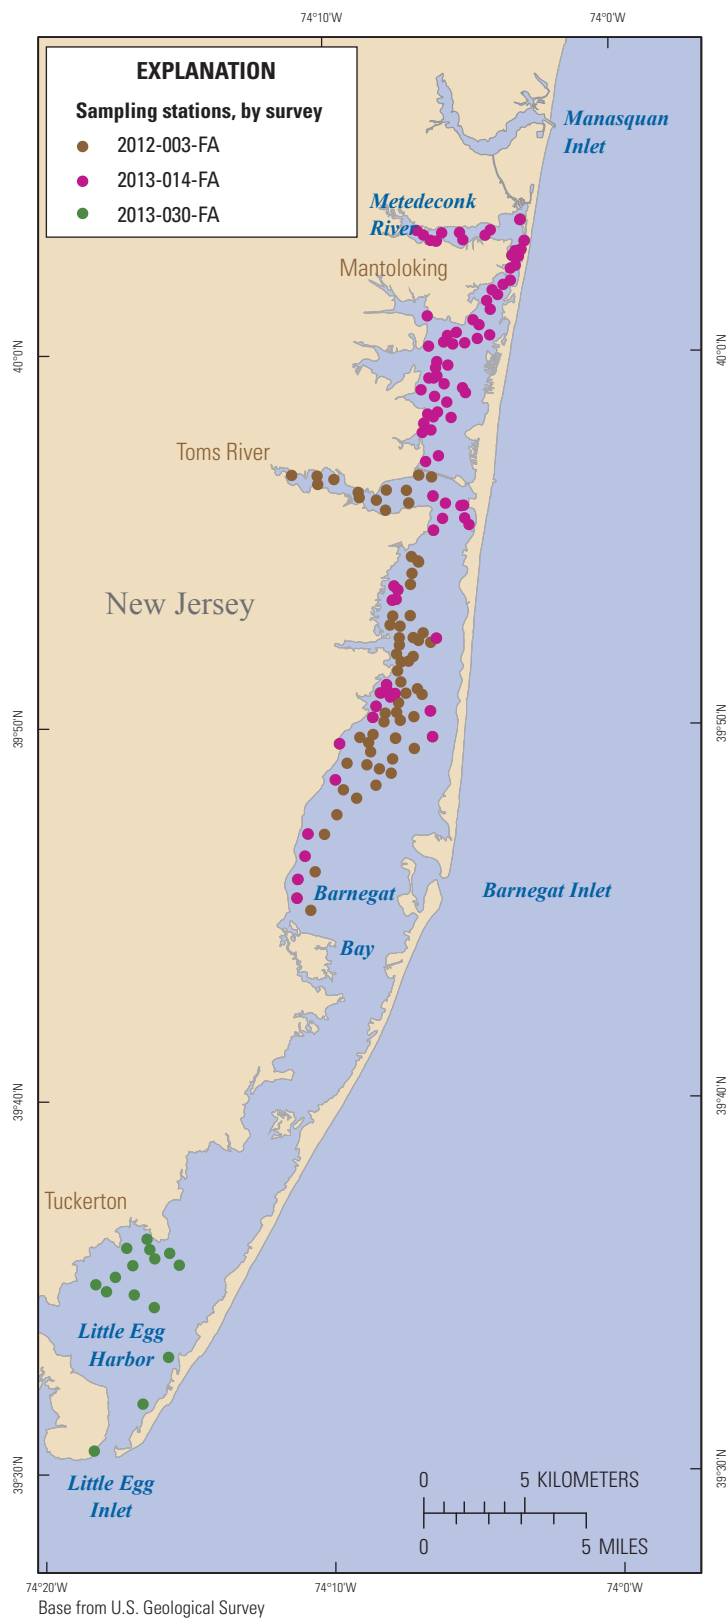 74°10'W
74°0'W
EXPLANATION
Sampling stations, by survey
2012-003-FA
2013-014-FA
2013-030-FA
Manasquan
Inlet
Metedeconk
River
Mantoloking
40°0'N
40°0'N
Toms River
New Jersey
39°50'N
39°50'N
Barnegat
Bay
Barnegat Inlet
39°40'N
39°40'N
Tuckerton
Little Egg
Harbor
39°30'N
39°30'N
Little Egg
Inlet
0 5 KILOMETERS
0 5 MILES
74°20'W
74°10'W
74°0'W
Base from U.S. Geological Survey